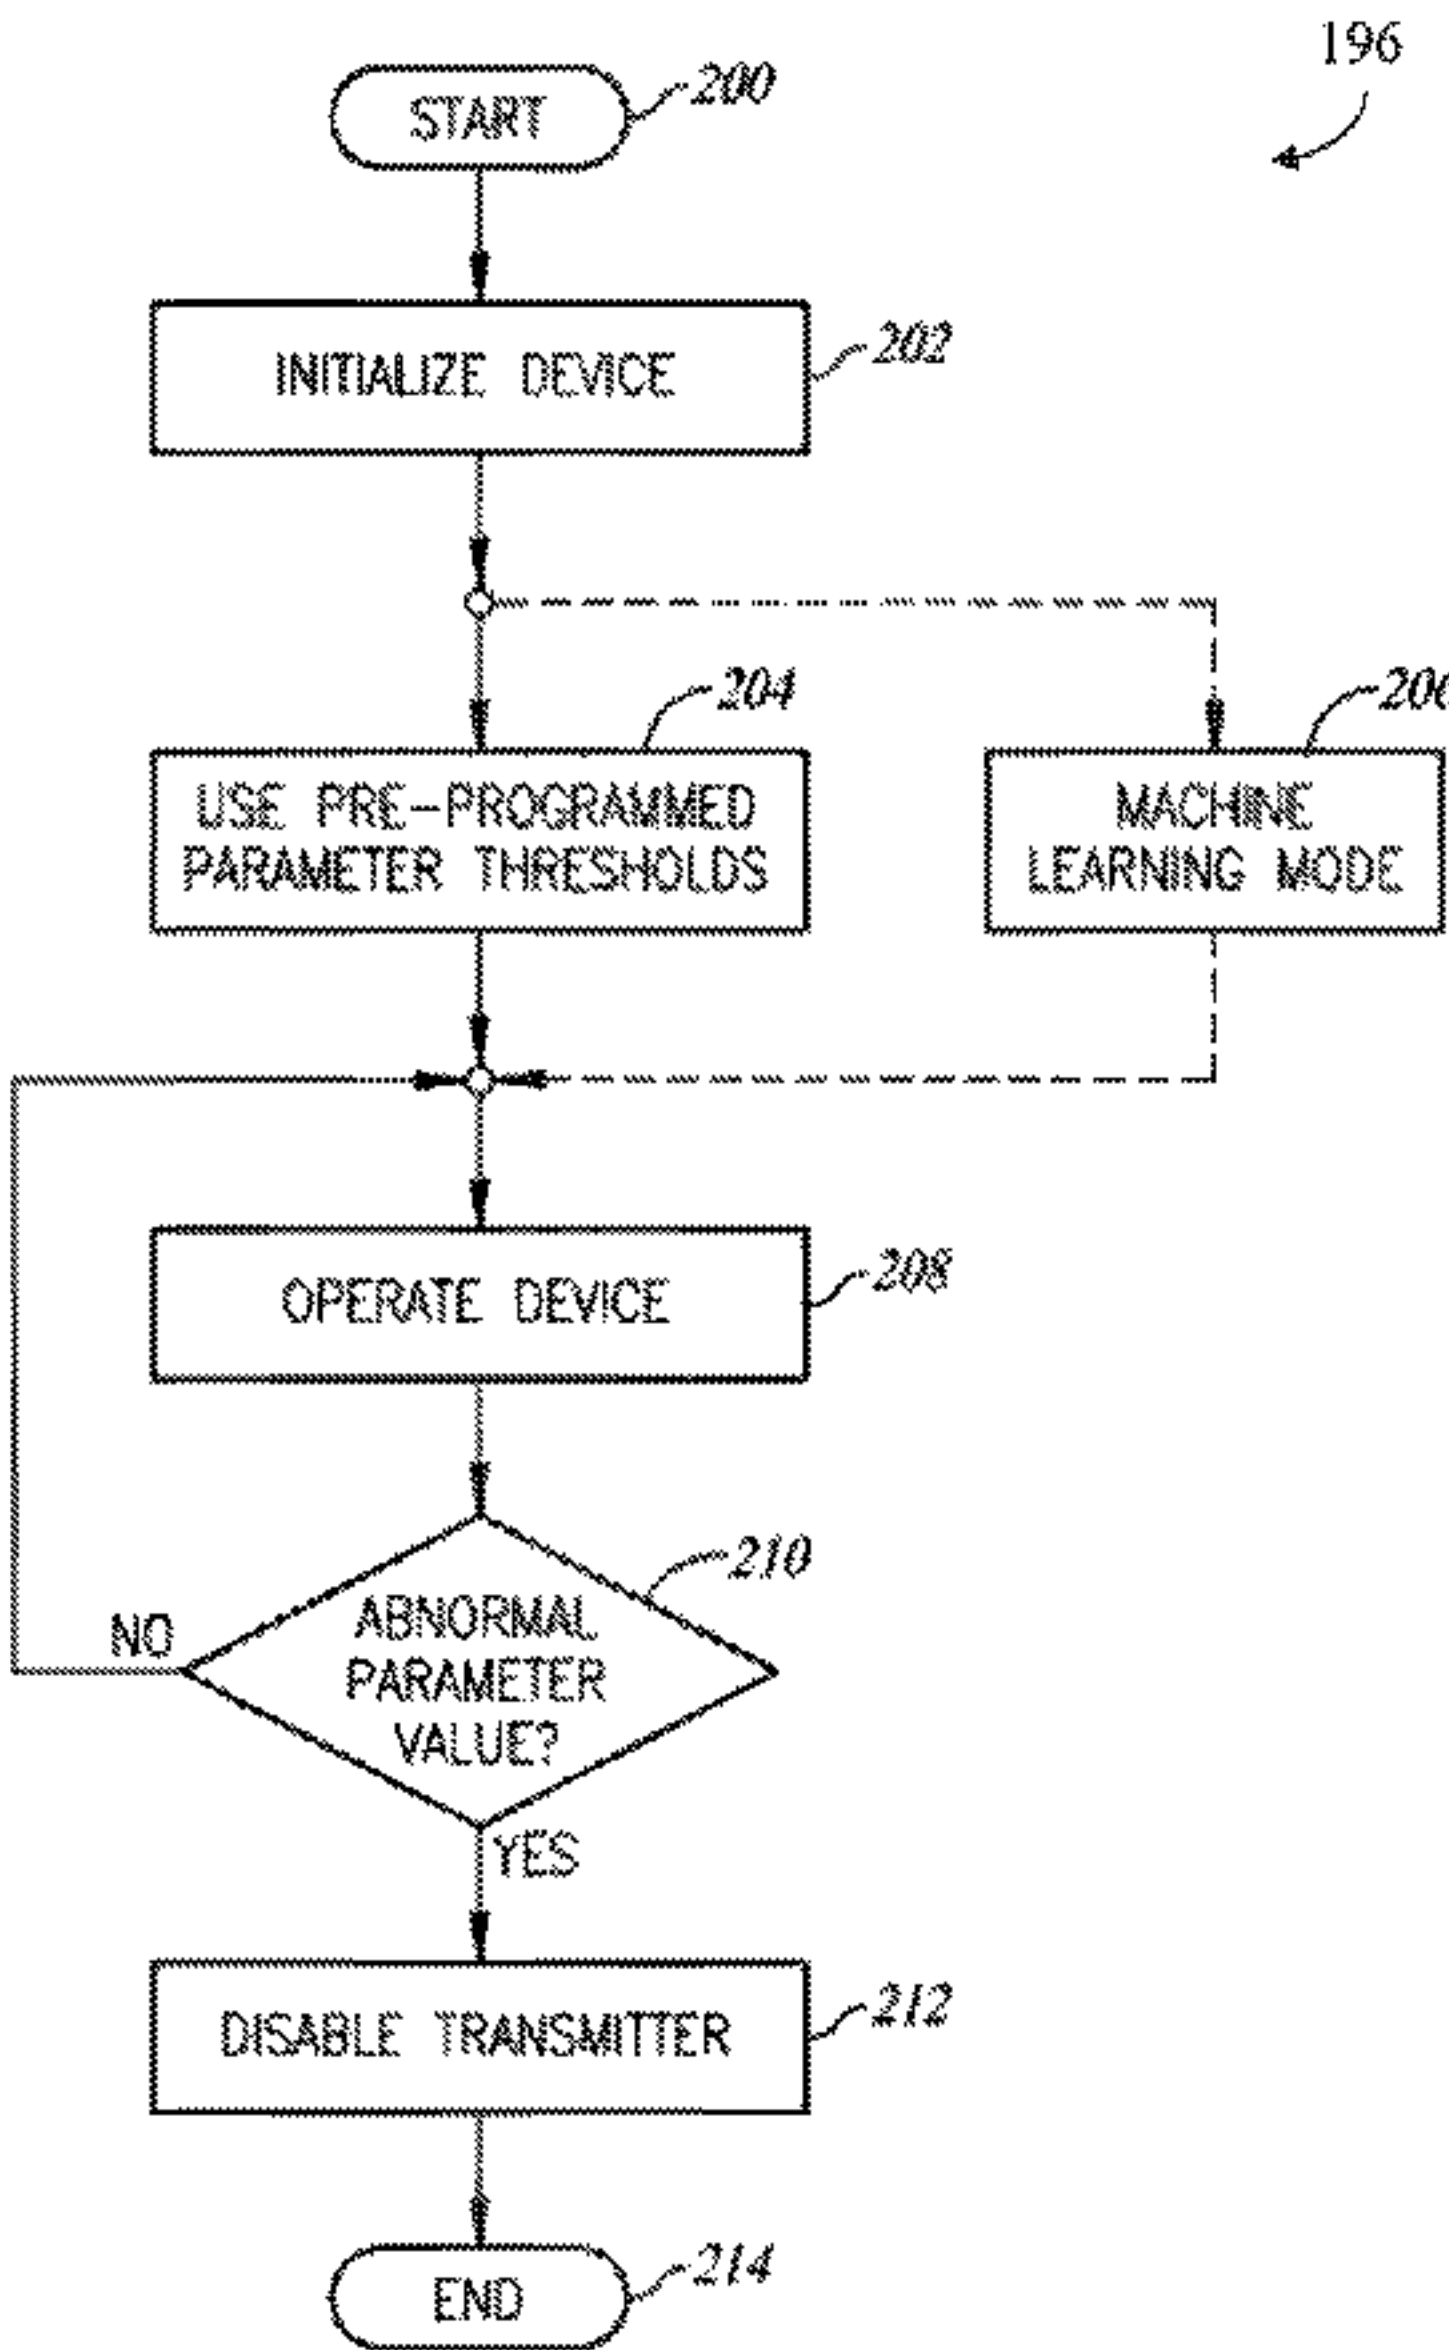 196
START
200
INITIALIZE DEVICE
202
204
USE PRE-PROGRAMMED
PARAMETER THRESHOLDS
MACHINE
LEARNING MODE
OPERATE DEVICE
208
210
ABNORMAL
PARAMETER
VALUE?
NO
YES
DISABLE TRANSMITTER
212
END
214